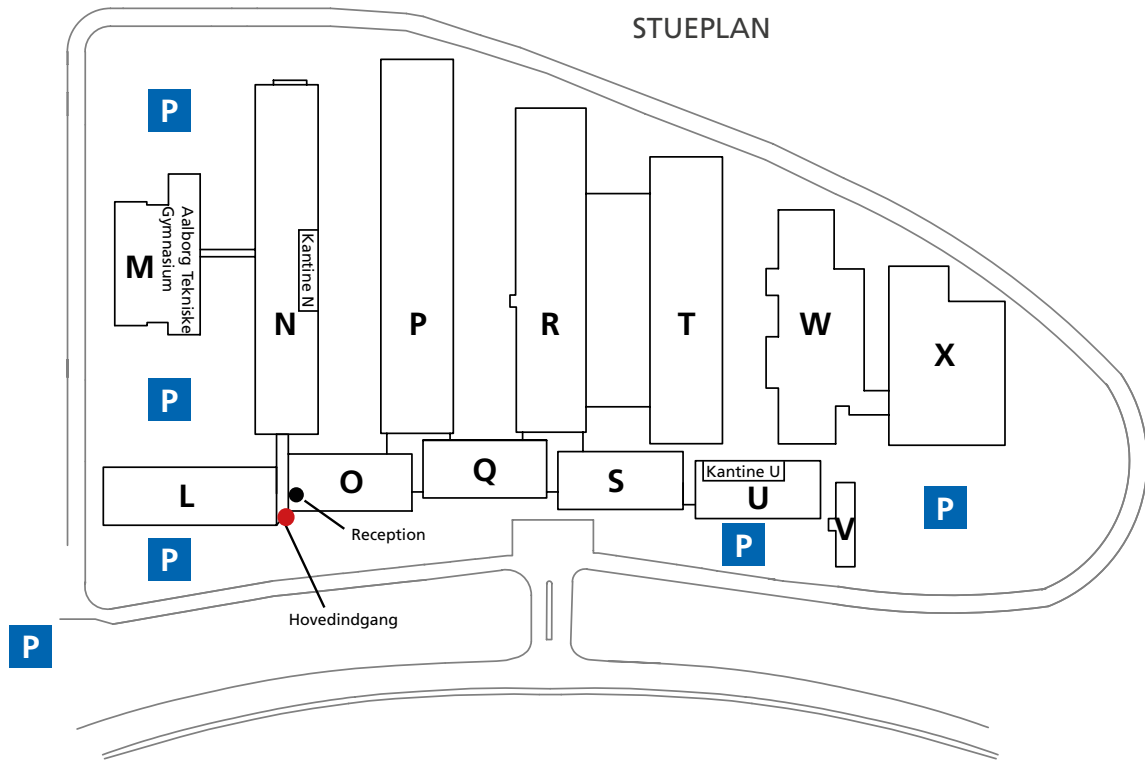 STUEPLAN
P
Aalborg Tekniske
Gymnasium
M
Kantine N
N
P
R
T
W
X
P
L
O
Q
S
Kantine U
U
V
P
Reception
P
P
Hovedindgang
P